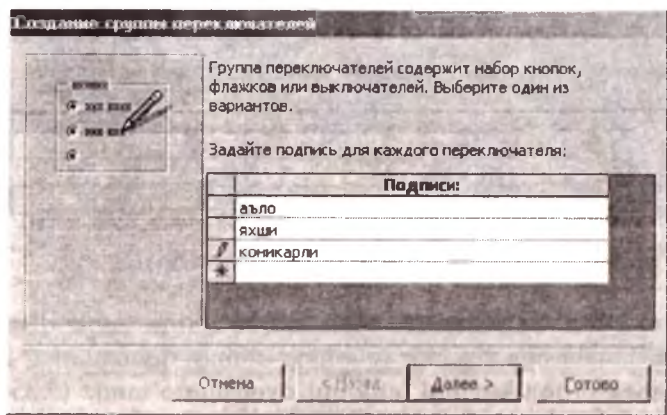 Создание группы переключателей
Группа переключателей содержит набор кнопок,
флажков или выключателей. Выберите один из
вариантов.
Задайте подпись для каждого переключателя:
Подписи:
аъло
яхши
коникарли
Отмена
Далее >
Готово